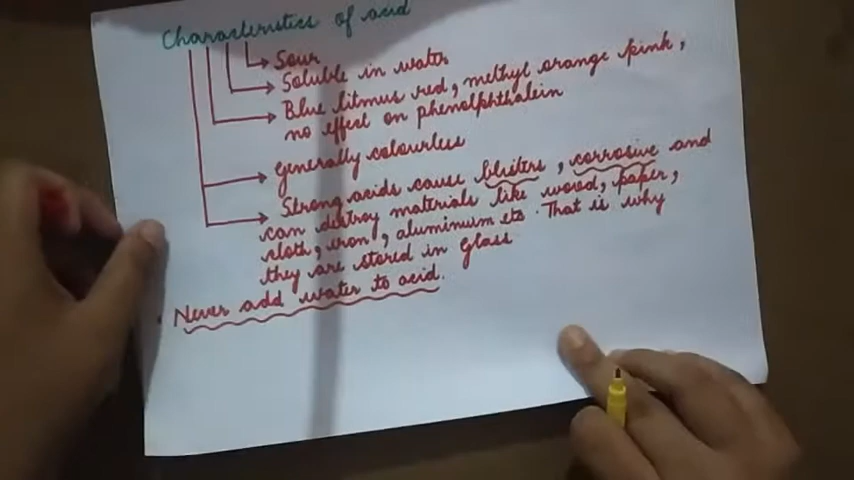 Characteristics of acid
Sour
Soluble in water
Blue litmus red, methyl orange pink,
no effect on phenolphthalein
Generally colourless
Strong acids cause blisters, corrosive and
can destroy materials like wood, paper,
cloth, iron, aluminum etc. That is why
they are stored in glass
Never add water to acid.